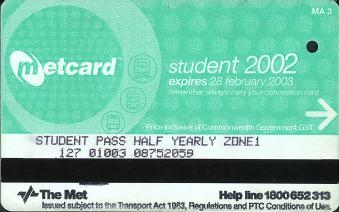 MA 3
metcard
student 2002
expires 28 february 2003
remember, always carry your concession card
Price inclusive of Commonwealth Government GST
STUDENT PASS HALF YEARLY ZONE1
127 01003 08752059
The Met
Help line 1800 652 313
Issued subject to the Transport Act 1983, Regulations and PTC Conditions of Use.